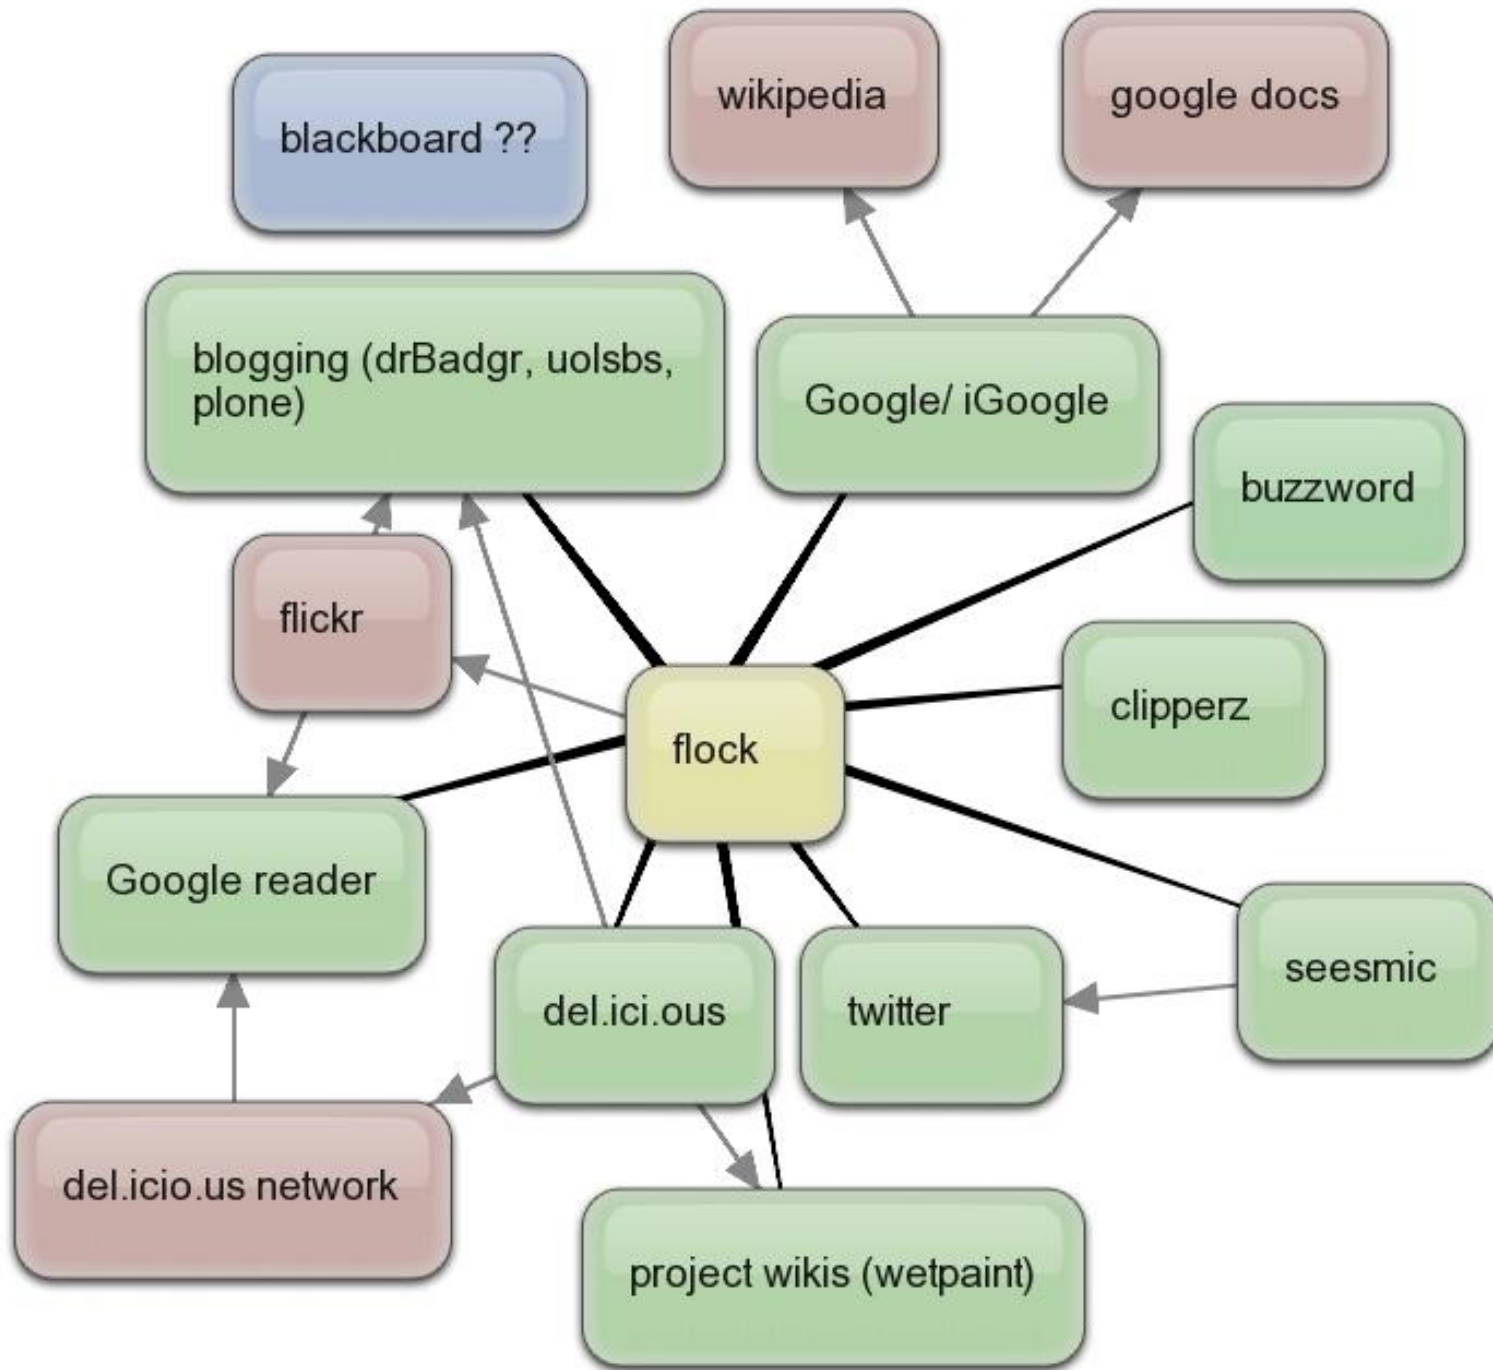 wikipedia
google docs
blackboard ??
blogging (drBadgr, uolsbs,
plone)
Google/ iGoogle
buzzword
flickr
clipperz
flock
Google reader
seesmic
del.ici.ous
twitter
del.icio.us network
project wikis (wetpaint)